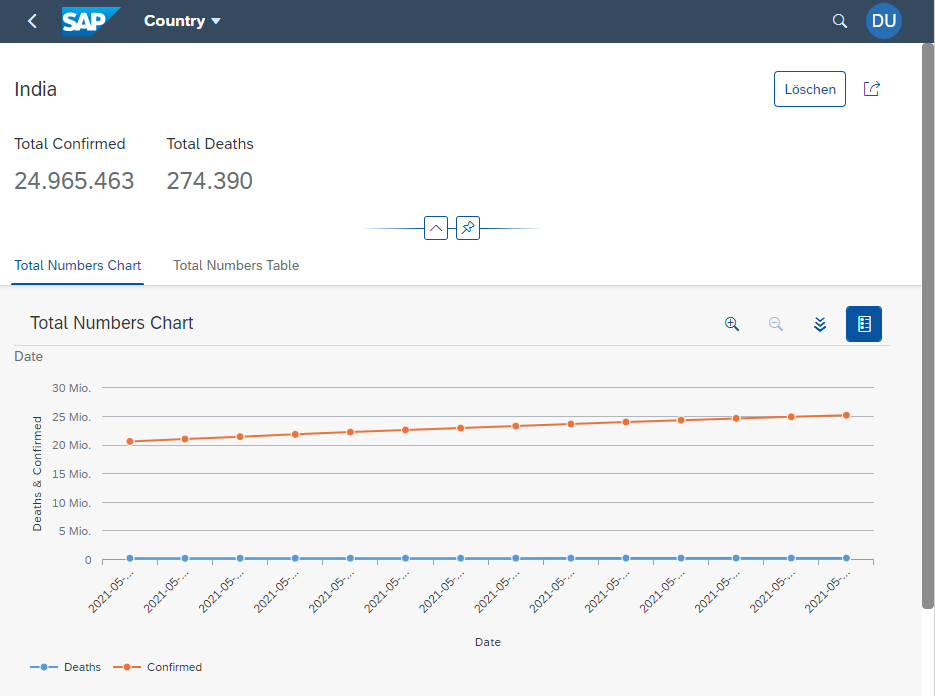 SAP Country DU
India Löschen
Total Confirmed Total Deaths
24.965.463 274.390
Total Numbers Chart Total Numbers Table
Total Numbers Chart
Date
Deaths & Confirmed
30 Mio.
25 Mio.
20 Mio.
15 Mio.
10 Mio.
5 Mio.
0
2021-05-... 2021-05-... 2021-05-... 2021-05-... 2021-05-... 2021-05-... 2021-05-... 2021-05-... 2021-05-... 2021-05-... 2021-05-... 2021-05-... 2021-05-... 2021-05-...
Date
Deaths Confirmed